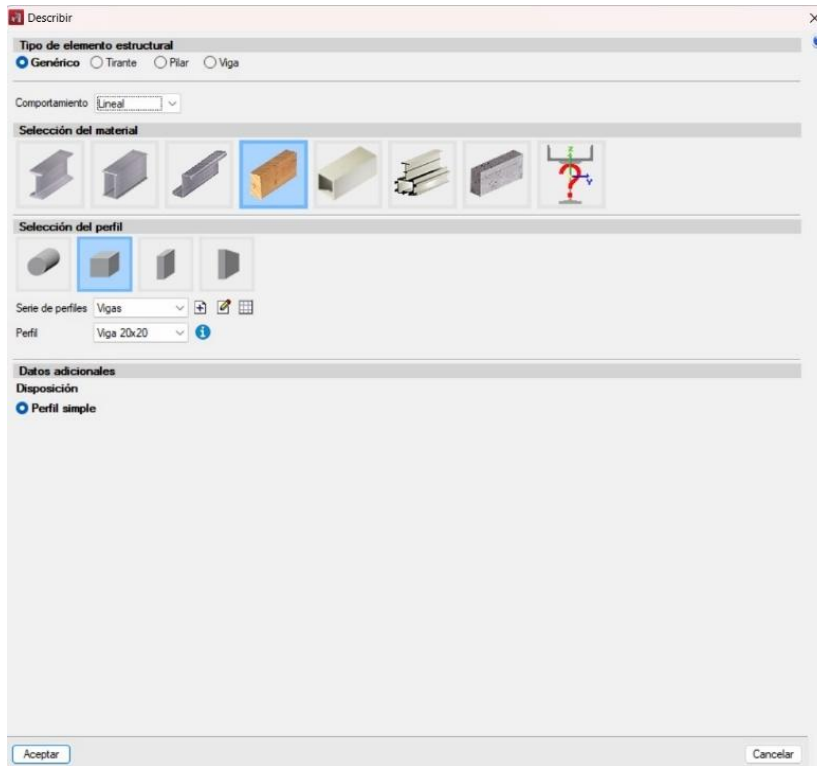 Describir
Tipo de elemento estructural
Genérico Tirante Pilar Viga
Comportamiento Lineal
Selección del material
Z
Y
Selección del perfil
Serie de perfiles Vigas
Perfil Viga 20x20
Datos adicionales
Disposición
Perfil simple
Aceptar Cancelar